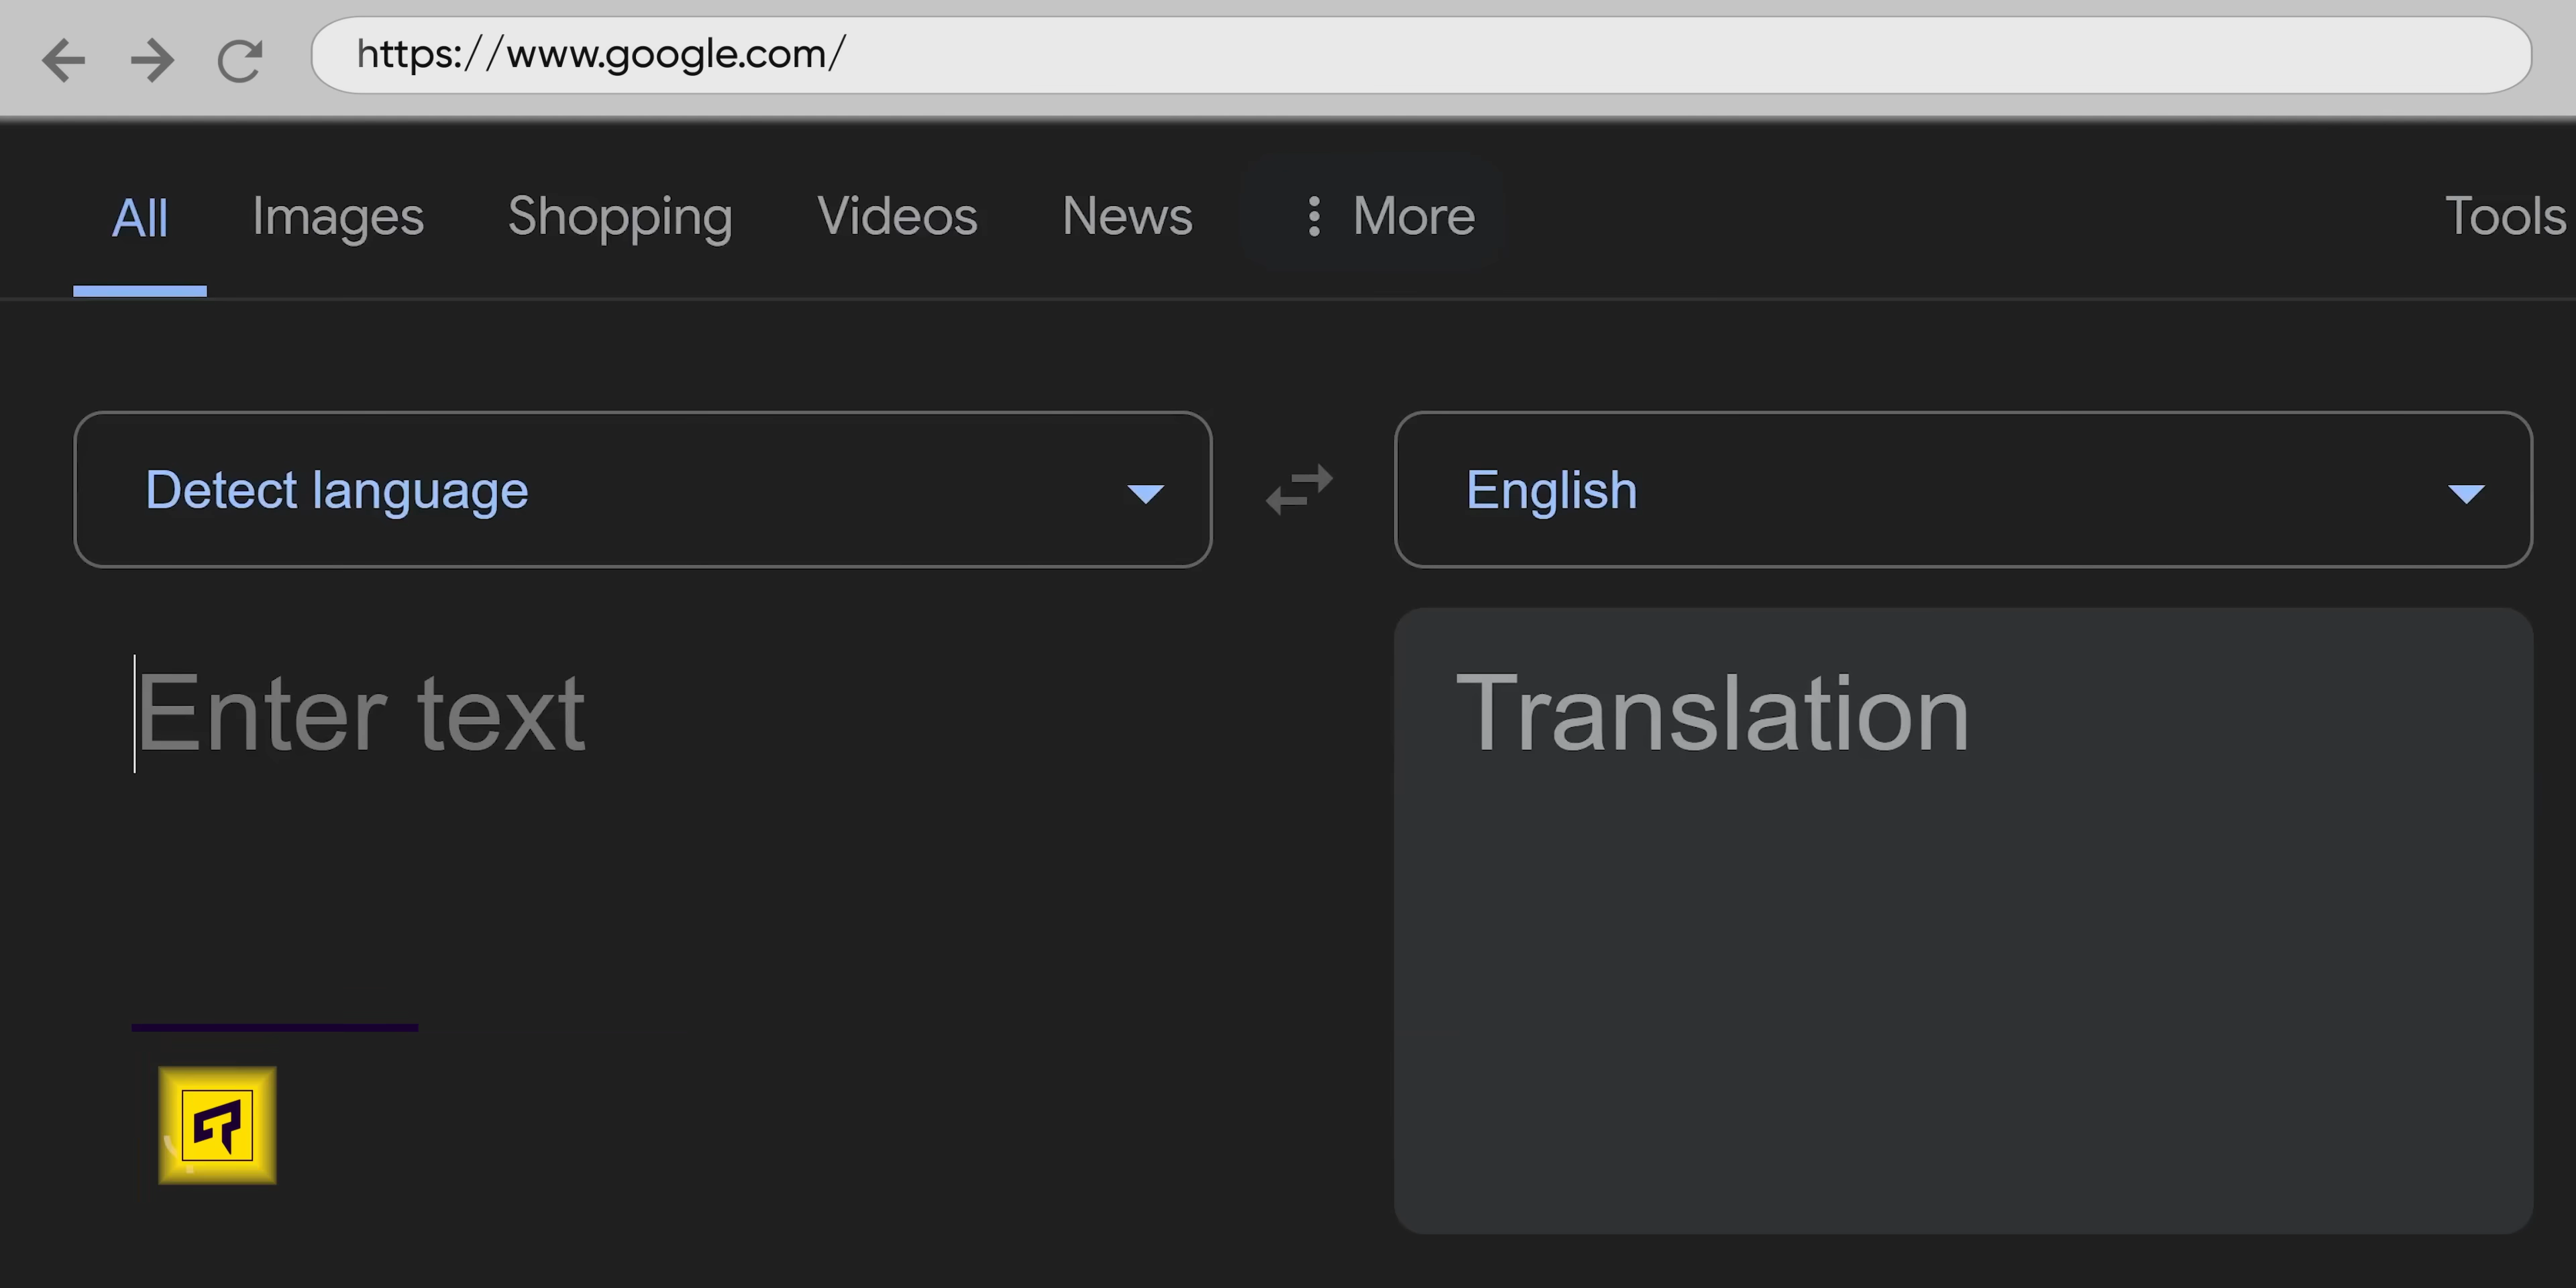 https://www.google.com/
All Images Shopping Videos News More Tools
Detect language English
Enter text Translation